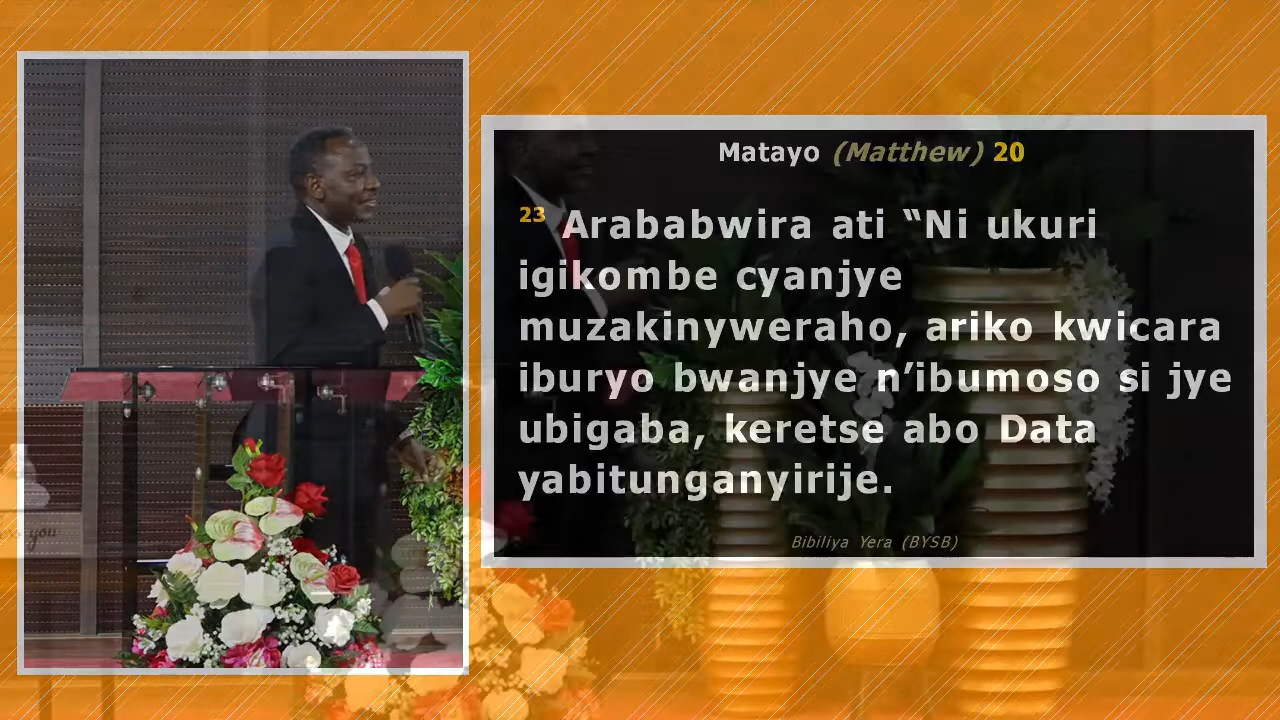 Matayo (Matthew) 20
23 Arababwira ati “Ni ukuri
igikombe cyanjye
muzakinyweraho, ariko kwicara
iburyo bwanjye n’ibumoso si jye
ubigaba, keretse abo Data
yabitunganyirije.
Bibiliya Yera (BYSB)
you